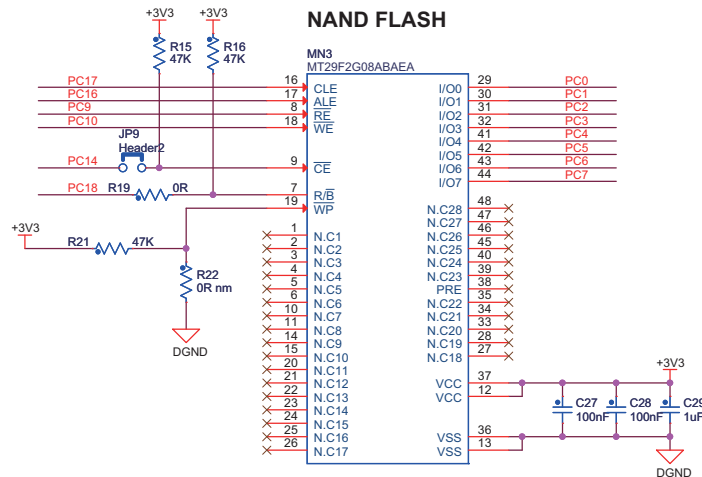 NAND FLASH
+3V3
+3V3
R15
47K
R16
47K
MN3
MT29F2G08ABAEA
PC17
16
CLE
PC16
17
ALE
PC9
8
RE
PC10
18
WE
JP9
Header2
PC14
9
CE
PC18
R19
0R
7
R/B
19
WP
+3V3
R21
47K
R22
0R nm
DGND
1
N.C1
2
N.C2
3
N.C3
4
N.C4
5
N.C5
6
N.C6
10
N.C7
11
N.C8
14
N.C9
15
N.C10
20
N.C11
21
N.C12
22
N.C13
23
N.C14
24
N.C15
25
N.C16
26
N.C17
I/O0
29
PC0
I/O1
30
PC1
I/O2
31
PC2
I/O3
32
PC3
I/O4
41
PC4
I/O5
42
PC5
I/O6
43
PC6
I/O7
44
PC7
N.C28
48
N.C27
47
N.C26
46
N.C25
45
N.C24
40
N.C23
39
PRE
38
N.C22
35
N.C21
34
N.C20
33
N.C19
28
N.C18
27
VCC
37
VCC
12
VSS
36
VSS
13
+3V3
C27
100nF
C28
100nF
C29
1uF
DGND